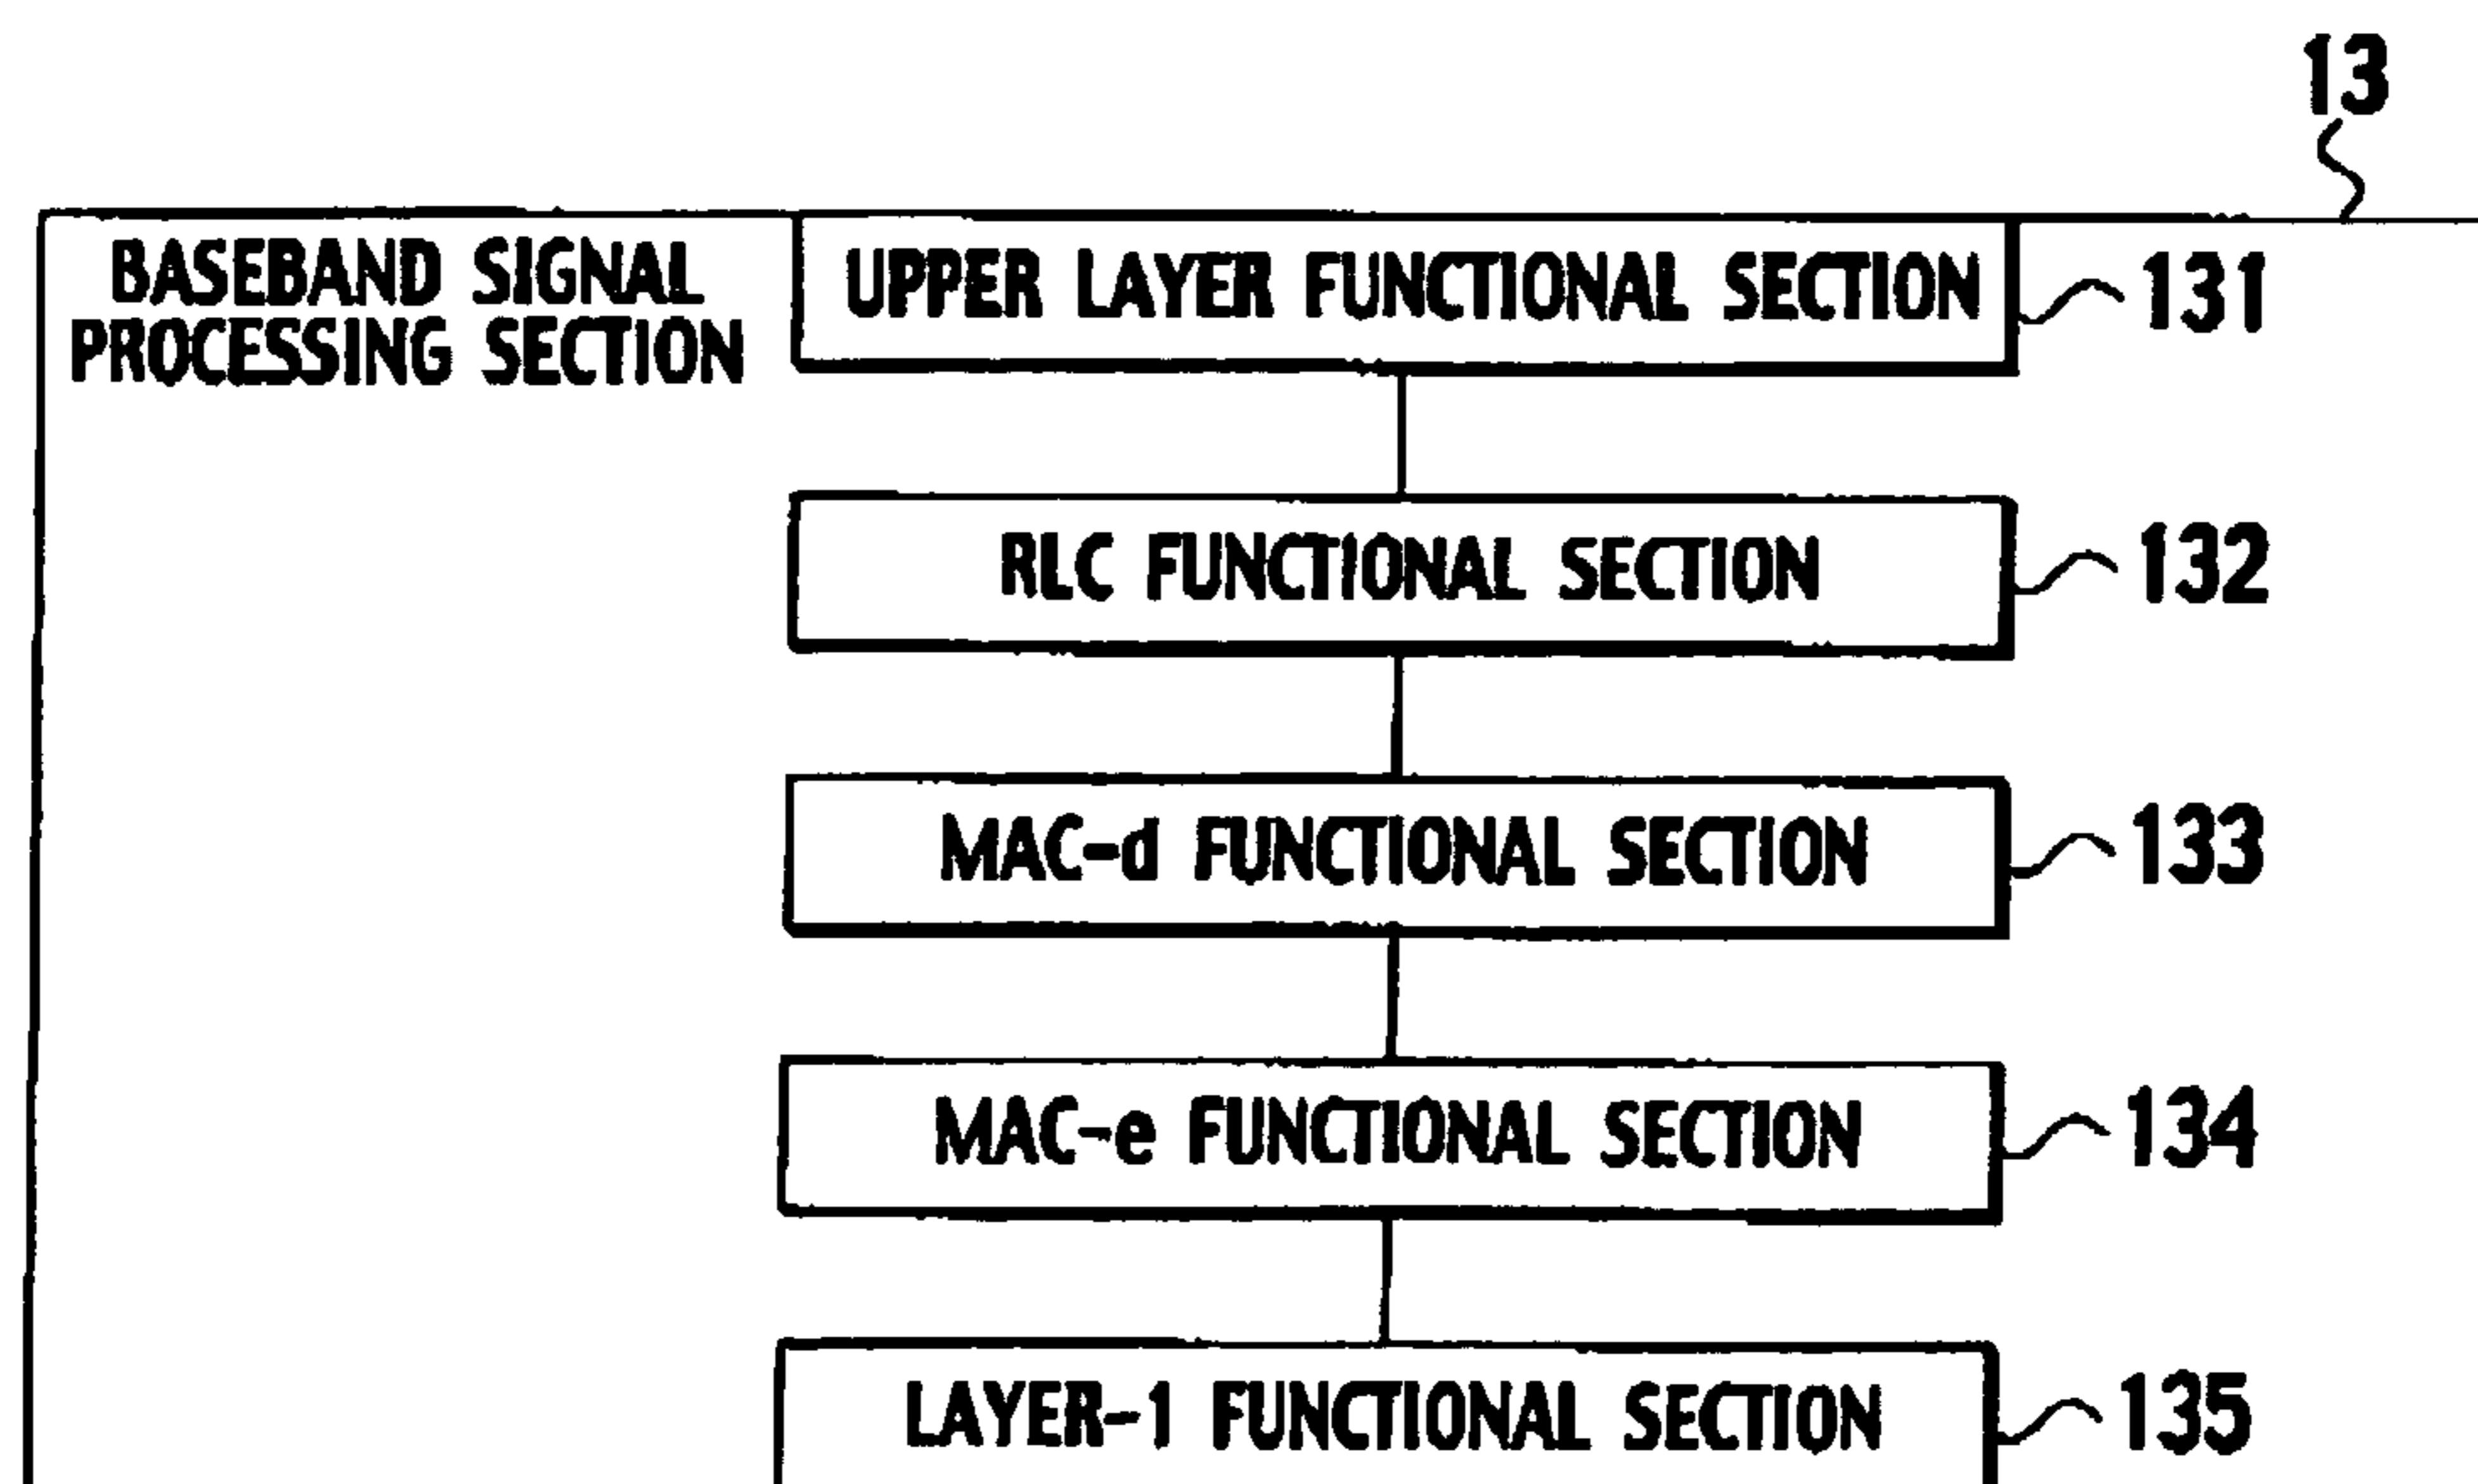 13
BASEBAND SIGNAL
PROCESSING SECTION
UPPER LAYER FUNCTIONAL SECTION
131
RLC FUNCTIONAL SECTION
132
MAC-d FUNCTIONAL SECTION
133
MAC-e FUNCTIONAL SECTION
134
LAYER-1 FUNCTIONAL SECTION
135